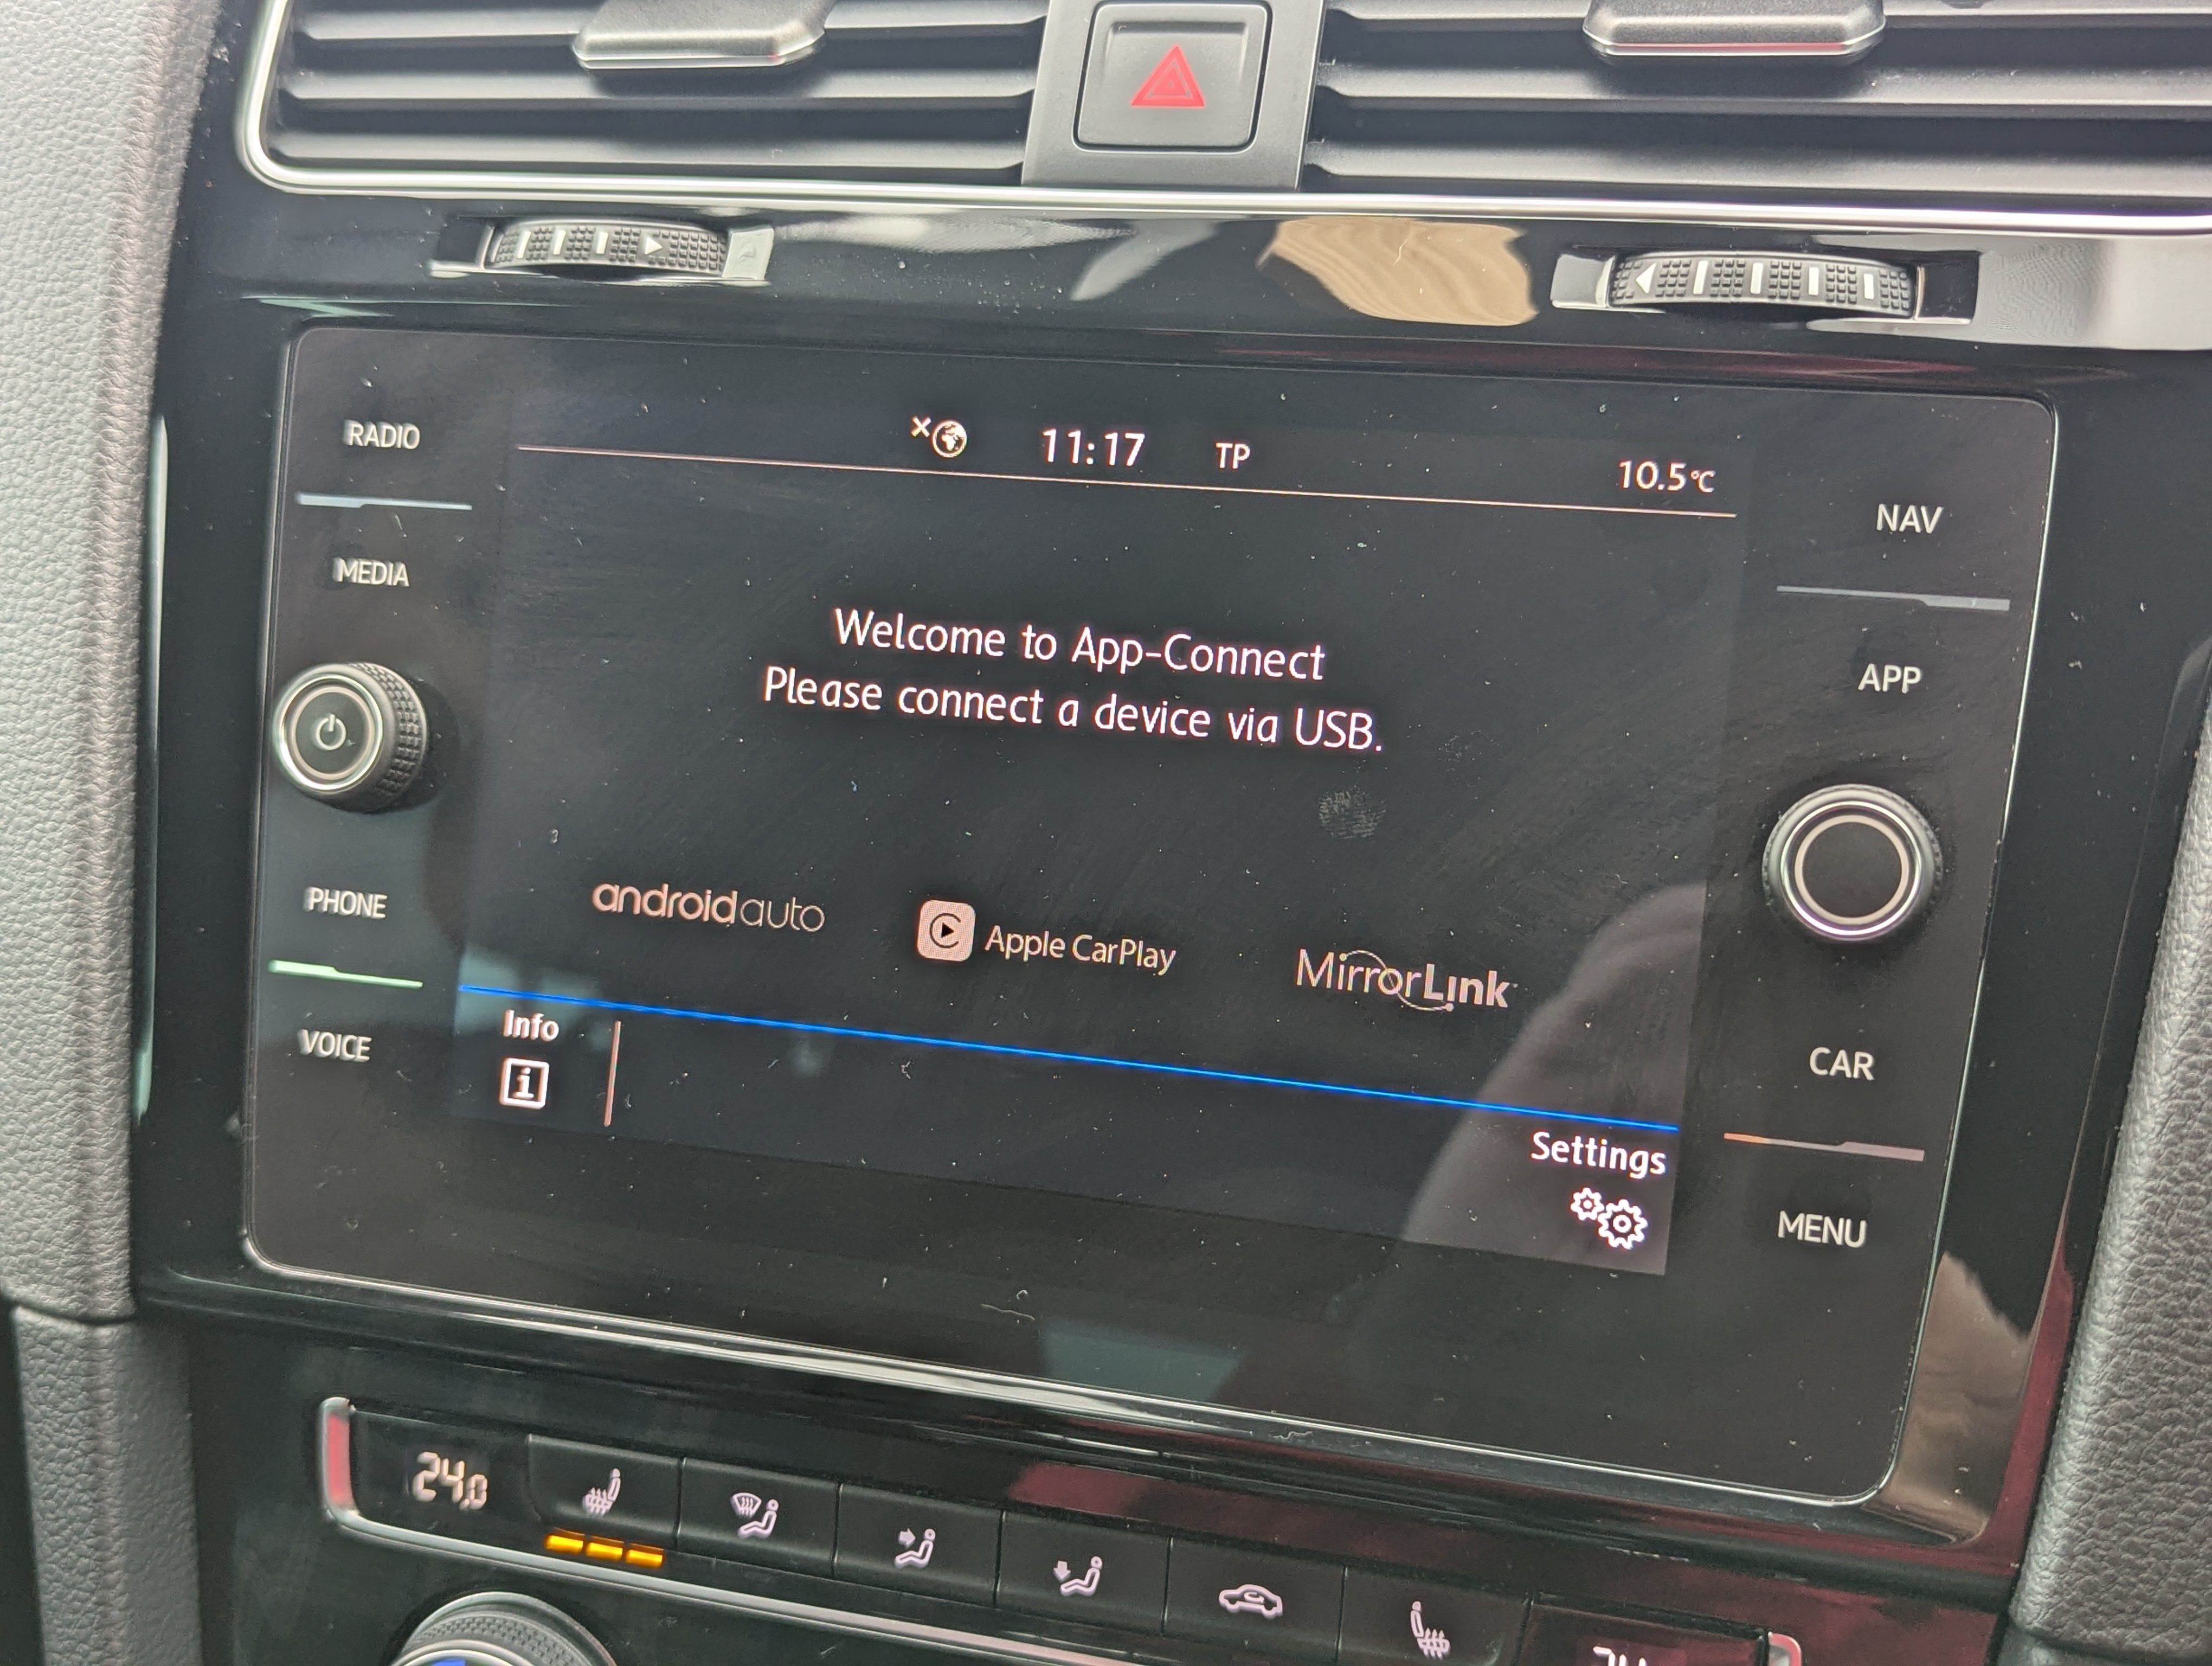 RADIO
MEDIA
PHONE
VOICE
11:17 TP 10.5°C
Welcome to App-Connect
Please connect a device via USB.
androidauto Apple CarPlay MirrorLink
Info
Settings
NAV
APP
CAR
MENU
24,0